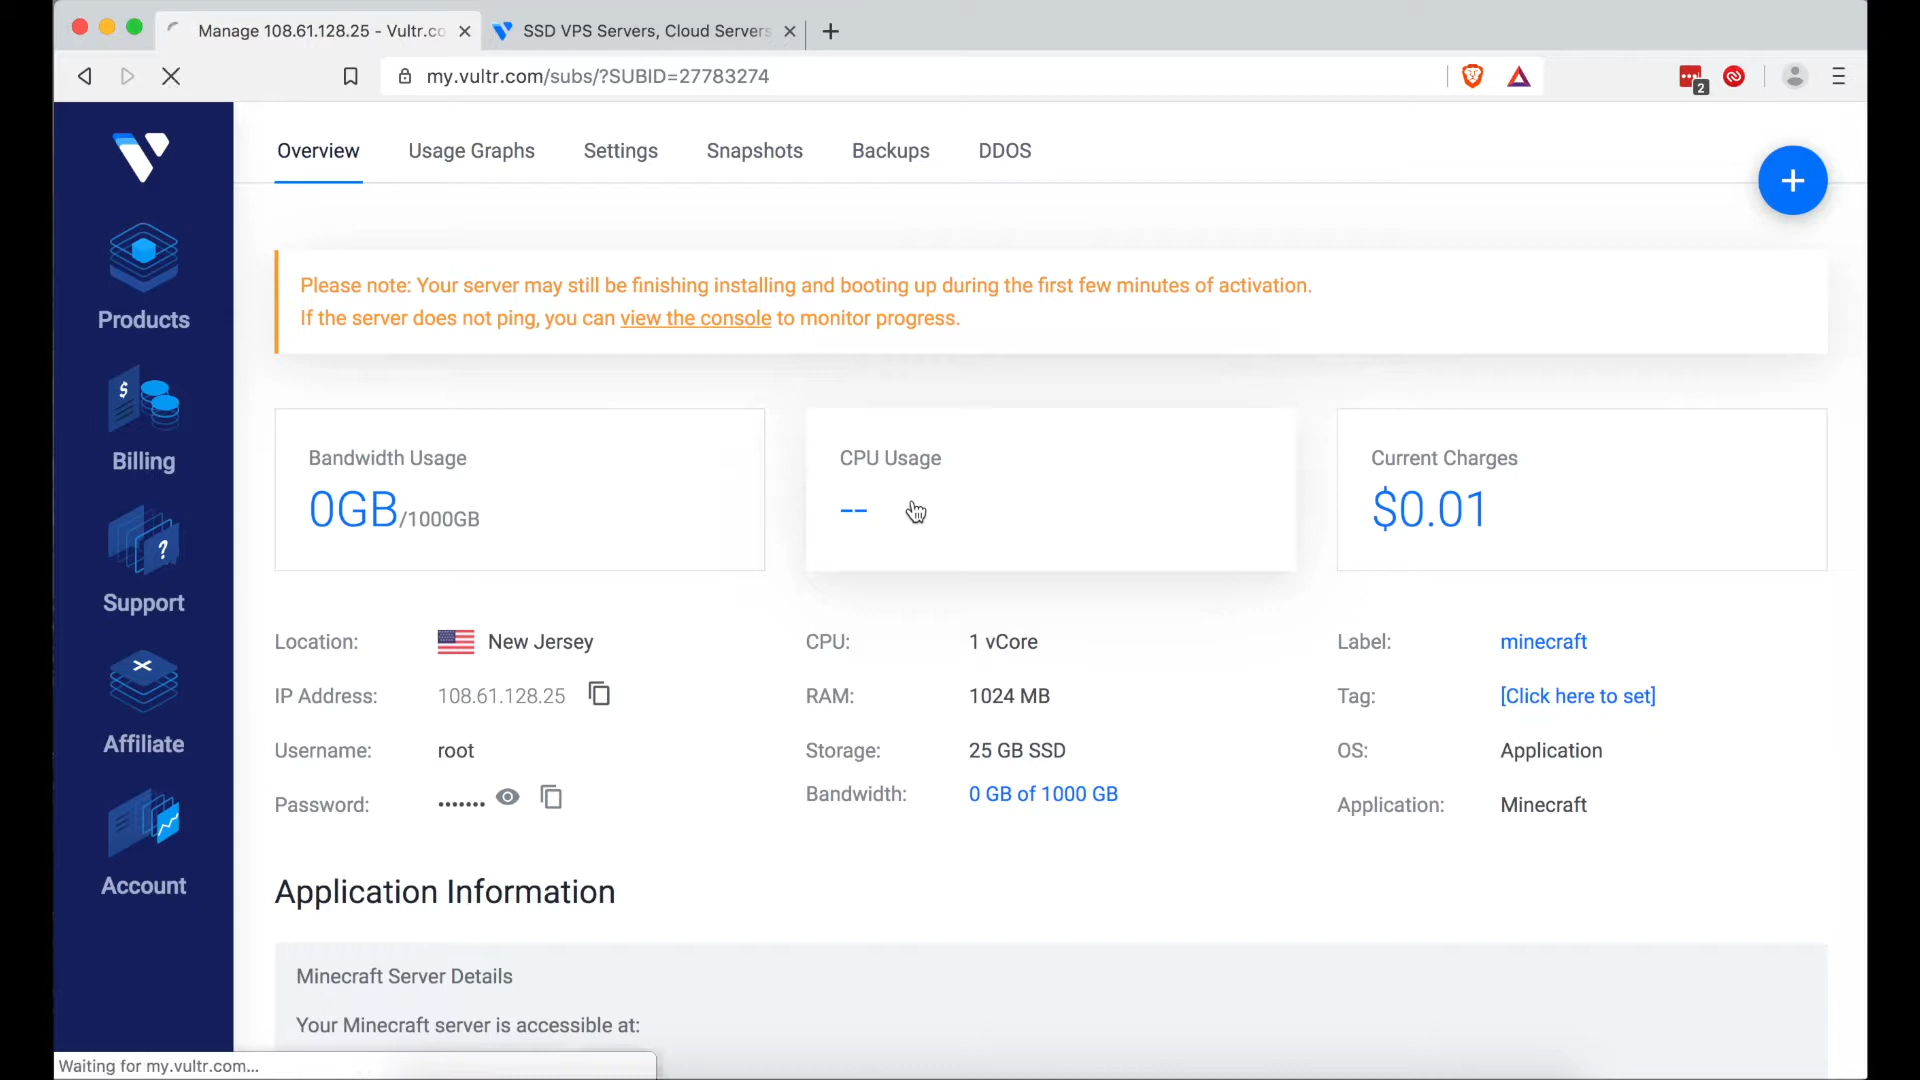 Manage 108.61.128.25 - Vultr.co
SSD VPS Servers, Cloud Servers
my.vultr.com/subs/?SUBID=27783274
2
Overview
Usage Graphs
Settings
Snapshots
Backups
DDOS
+
Products
Billing
Support
Affiliate
Account
Please note: Your server may still be finishing installing and booting up during the first few minutes of activation.
If the server does not ping, you can view the console to monitor progress.
Bandwidth Usage
0GB/1000GB
CPU Usage
--
Current Charges
$0.01
Location: New Jersey
IP Address: 108.61.128.25
Username: root
Password: •••••••
CPU: 1 vCore
RAM: 1024 MB
Storage: 25 GB SSD
Bandwidth: 0 GB of 1000 GB
Label: minecraft
Tag: [Click here to set]
OS: Application
Application: Minecraft
Application Information
Minecraft Server Details
Your Minecraft server is accessible at:
Waiting for my.vultr.com...